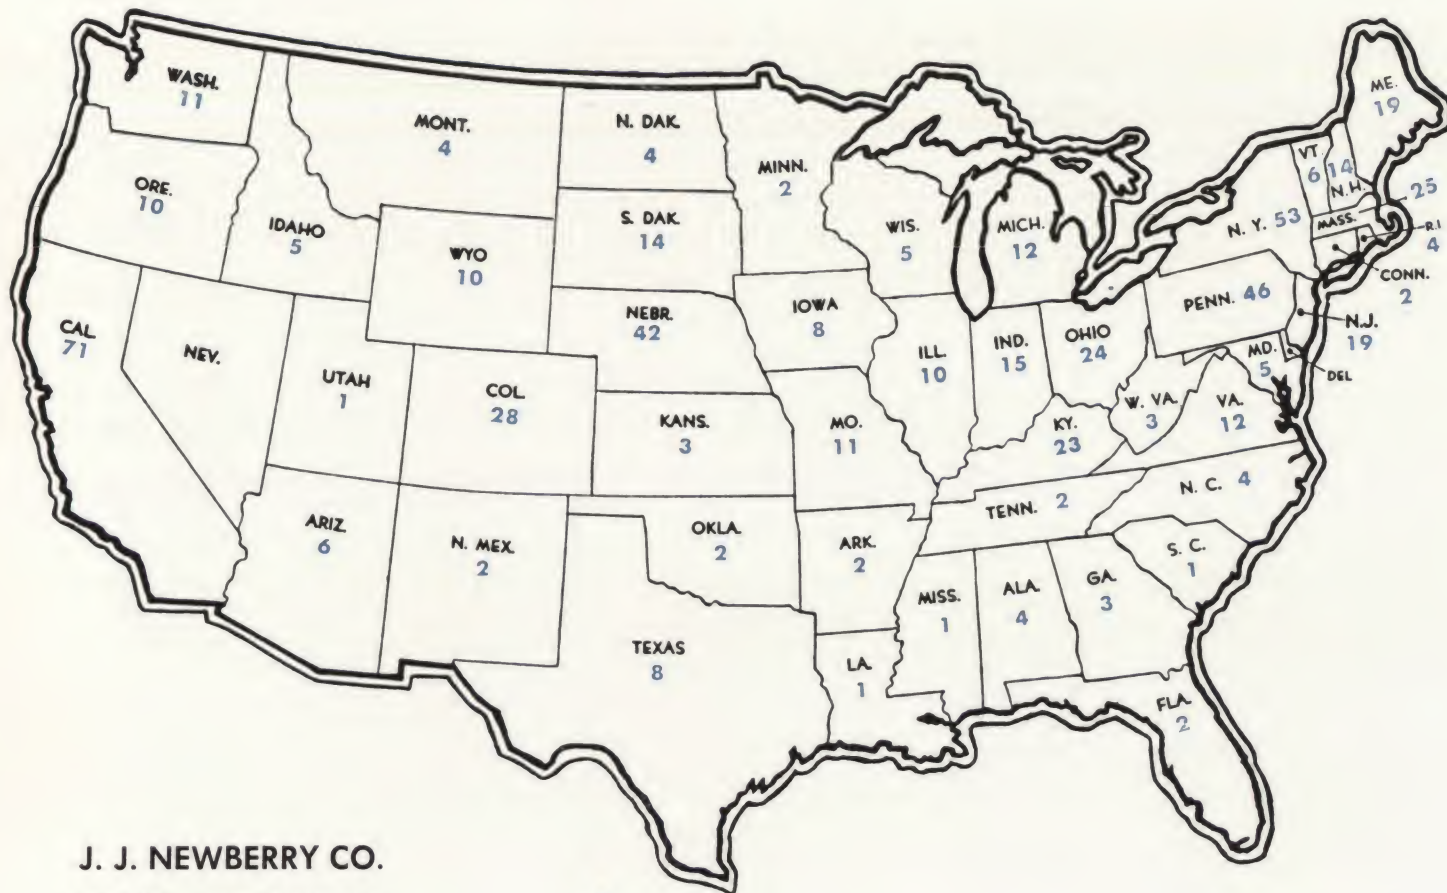 WASH.
11
MONT.
4
N. DAK.
4
MINN.
2
ME.
19
VT.
6
14
N.H.
25
MASS.
R.I
4
CONN.
2
ORE.
10
IDAHO
5
WYO
10
S. DAK.
14
WIS.
5
MICH.
12
N. Y. 53
PENN. 46
N.J.
19
CAL.
71
NEV.
UTAH
1
COL.
28
NEBR.
42
IOWA
8
ILL.
10
IND.
15
OHIO
24
MD.
5
DEL
W. VA.
3
VA.
12
KANS.
3
MO.
11
KY.
23
ARIZ.
6
N. MEX.
2
OKLA.
2
ARK.
2
TENN. 2
N. C. 4
S. C.
1
TEXAS
8
LA.
1
MISS.
1
ALA.
4
GA.
3
FLA.
2
J. J. NEWBERRY CO.